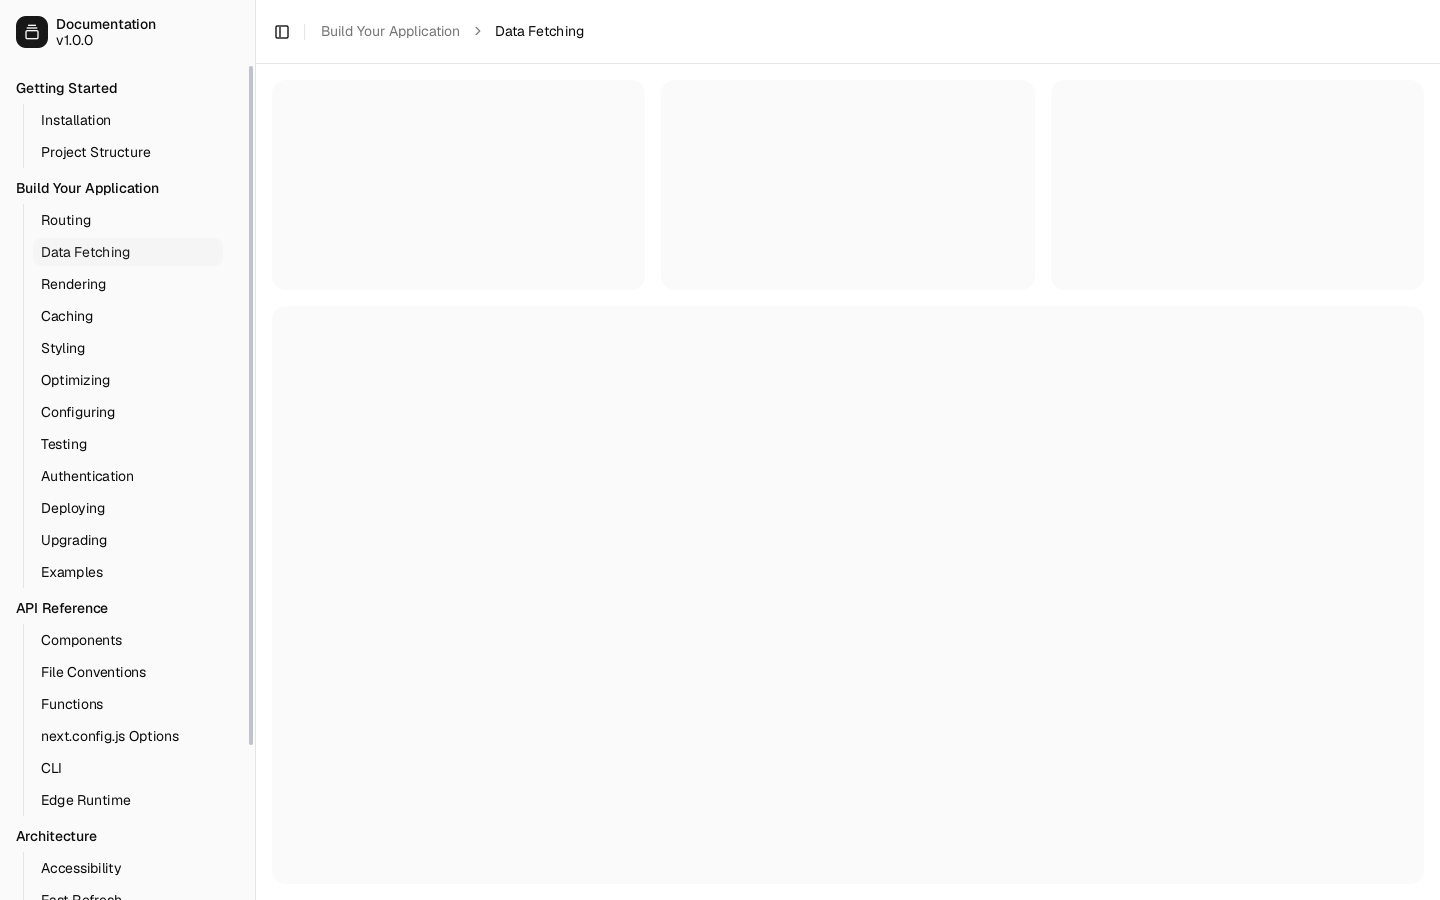 Documentation
v1.0.0
Getting Started
Installation
Project Structure
Build Your Application
Routing
Data Fetching
Rendering
Caching
Styling
Optimizing
Configuring
Testing
Authentication
Deploying
Upgrading
Examples
API Reference
Components
File Conventions
Functions
next.config.js Options
CLI
Edge Runtime
Architecture
Accessibility
Fast Refresh
Build Your Application > Data Fetching